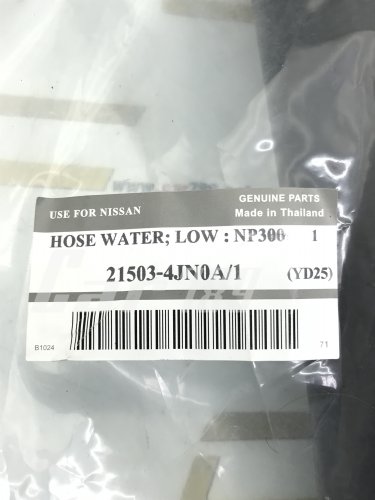 USE FOR NISSAN
GENUINE PARTS
Made in Thailand
HOSE WATER; LOW : NP300 1
21503-4JN0A/1 (YD25)
B1024 71